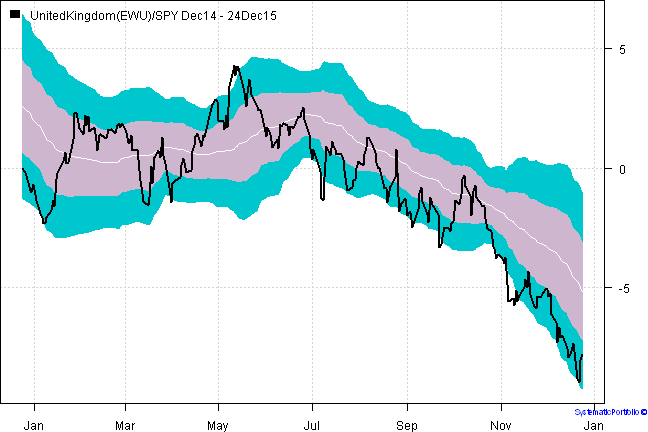 UnitedKingdom(EWU)/SPY Dec14 - 24Dec15
5
0
-5
SystematicPortfolio ©
Jan Mar May Jul Sep Nov Jan